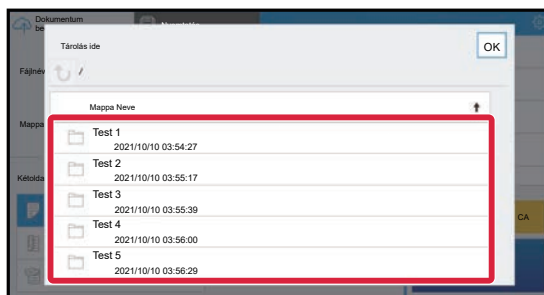 Dokumentum
be
Tárolás ide
OK
Fájlnév
/
Mappa Neve
Mappa
Test 1
2021/10/10 03:54:27
Test 2
2021/10/10 03:55:17
Kétolda
Test 3
2021/10/10 03:55:39
Test 4
2021/10/10 03:56:00
CA
Test 5
2021/10/10 03:56:29